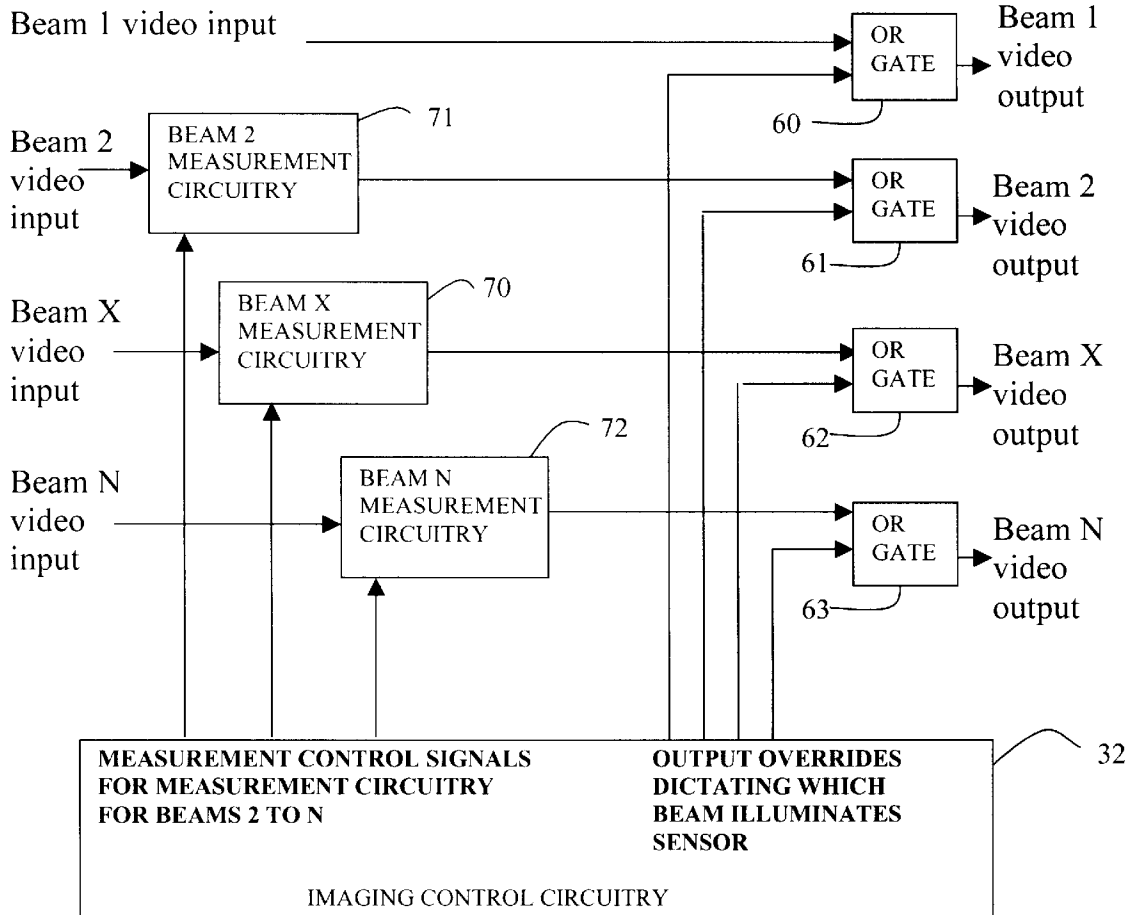 Beam 1 video input
OR
GATE
Beam 1
video
output
60
71
Beam 2
video
input
BEAM 2
MEASUREMENT
CIRCUITRY
OR
GATE
Beam 2
video
output
61
70
Beam X
video
input
BEAM X
MEASUREMENT
CIRCUITRY
OR
GATE
Beam X
video
output
62
72
Beam N
video
input
BEAM N
MEASUREMENT
CIRCUITRY
OR
GATE
Beam N
video
output
63
32
MEASUREMENT CONTROL SIGNALS
FOR MEASUREMENT CIRCUITRY
FOR BEAMS 2 TO N
OUTPUT OVERRIDES
DICTATING WHICH
BEAM ILLUMINATES
SENSOR
IMAGING CONTROL CIRCUITRY